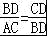 BD/AC = CD/BD